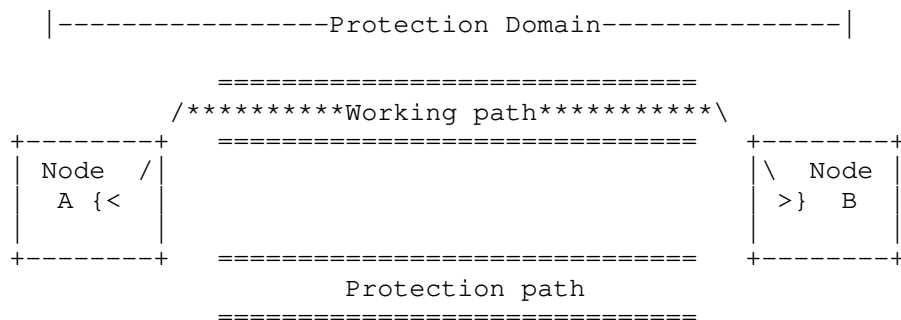 |-----------------Protection Domain---------------|
==============================
/**********Working path***********\
+--------+   ==============================   +--------+
| Node  /|                                    |\  Node |
|  A {<  |                                    | >}  B  |
|        |                                    |        |
+--------+   ==============================   +--------+
Protection path
==============================